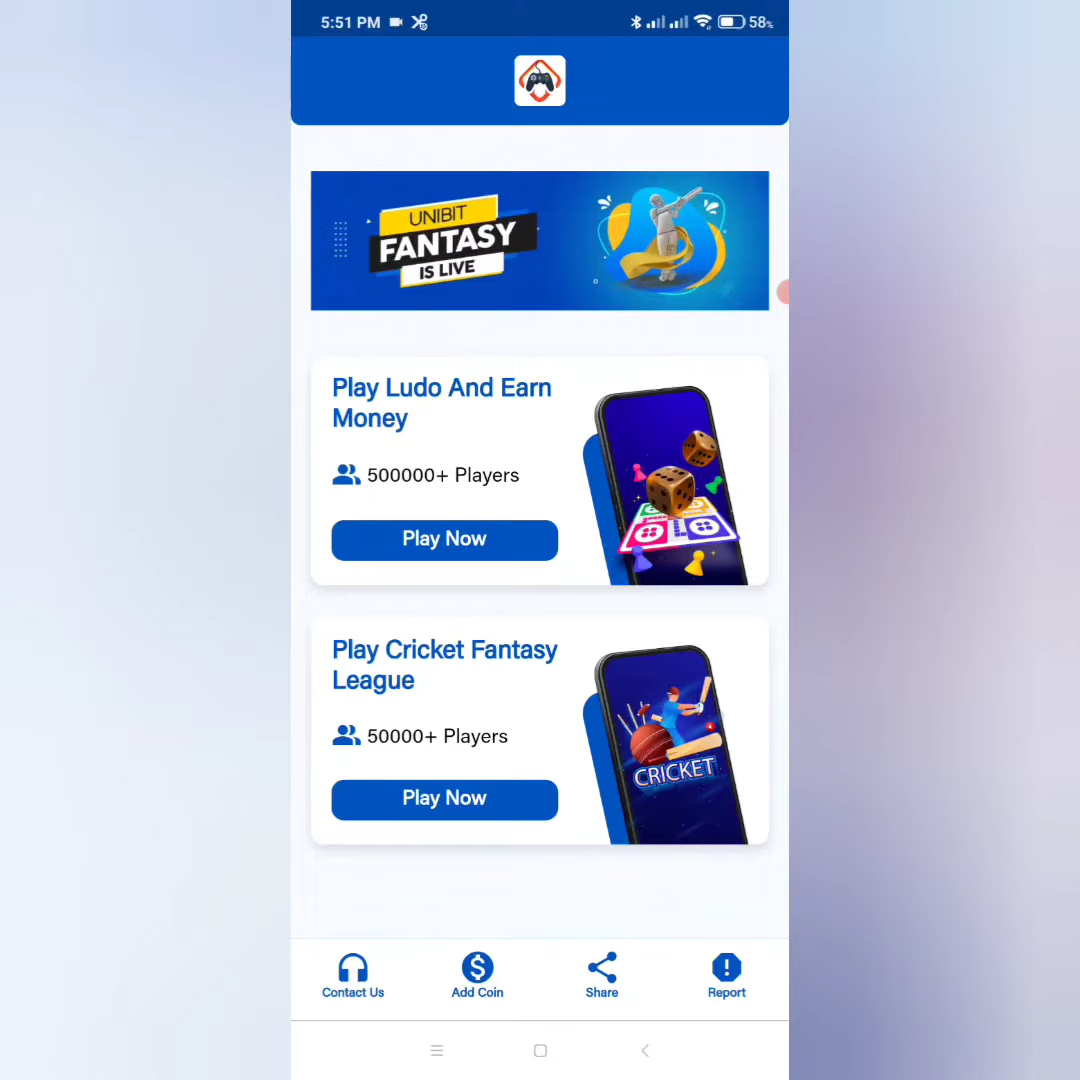 5:51 PM
58%
UNIBIT
FANTASY
IS LIVE
Play Ludo And Earn
Money
500000+ Players
Play Now
Play Cricket Fantasy
League
50000+ Players
Play Now
CRICKET
Contact Us
Add Coin
Share
Report